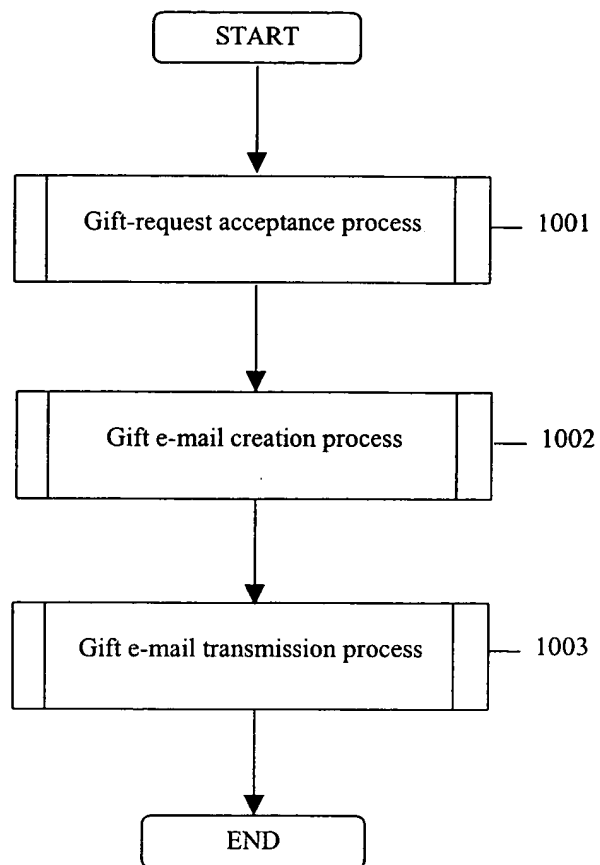 START
Gift-request acceptance process
1001
Gift e-mail creation process
1002
Gift e-mail transmission process
1003
END